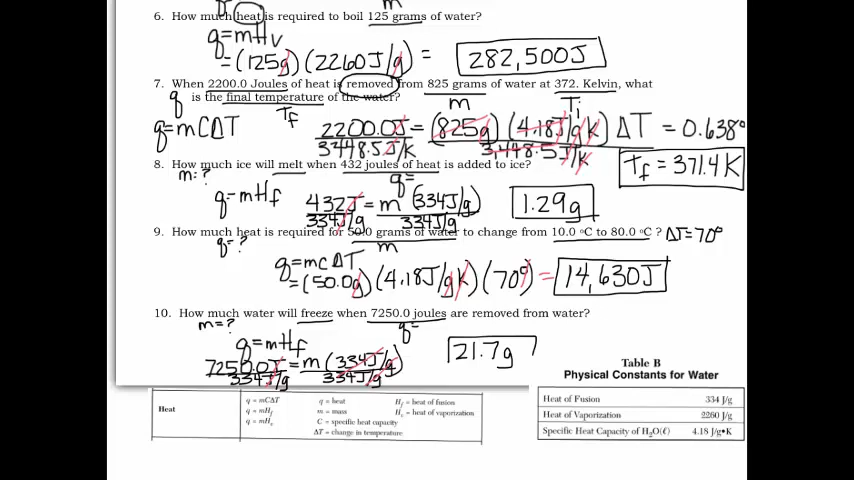 m
6. How much heat is required to boil 125 grams of water?
q=mHv
=(125g)(2260J/g) = 282,500J
7. When 2200.0 Joules of heat is removed from 825 grams of water at 372. Kelvin, what
is the final temperature of the water?
q Tf m Ti
q=mCΔT 2200.0J = (825g)(4.18J/g K) ΔT = 0.638°
3448.5J/K 3,448.5J/K
Tf = 371.4K
8. How much ice will melt when 432 joules of heat is added to ice?
m=? q=
q=mHf 432J = m (334J/g) 1.29g
334J/g 334J/g
9. How much heat is required for 50.0 grams of water to change from 10.0 °C to 80.0 °C ? ΔT=70°
q=? m
q=mCΔT
=(50.0g)(4.18J/gK)(70°) = 14,630J
10. How much water will freeze when 7250.0 joules are removed from water?
m=? q=
q=mHf
7250.0J = m (334J/g) 21.7g
334J/g 334J/g
Table B
Physical Constants for Water
Heat of Fusion 334 J/g
Heat of Vaporization 2260 J/g
Specific Heat Capacity of H2O(ℓ) 4.18 J/g•K
Heat
q = mCΔT q = heat Hf = heat of fusion
q = mHf m = mass Hv = heat of vaporization
q = mHv C = specific heat capacity
ΔT = change in temperature